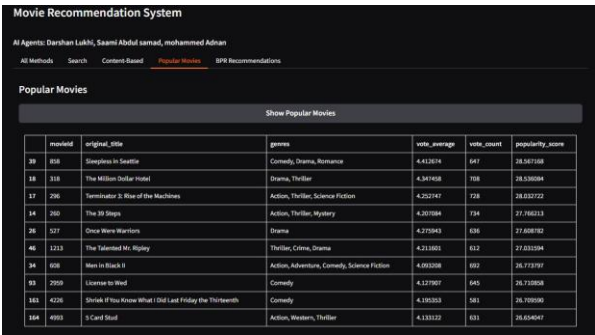 Movie Recommendation System
AI Agents: Darshan Lukhi, Saami Abdul samad, mohammed Adnan
All Methods Search Content-Based Popular Movies BPR Recommendations
Popular Movies
Show Popular Movies
movieId original_title genres vote_average vote_count popularity_score
39 858 Sleepless in Seattle Comedy, Drama, Romance 4.412674 647 28.567168
18 318 The Million Dollar Hotel Drama, Thriller 4.347458 708 28.536084
17 296 Terminator 3: Rise of the Machines Action, Thriller, Science Fiction 4.252747 728 28.032722
14 260 The 39 Steps Action, Thriller, Mystery 4.207084 734 27.766213
26 527 Once Were Warriors Drama 4.275943 636 27.608782
46 1213 The Talented Mr. Ripley Thriller, Crime, Drama 4.211601 612 27.031594
34 608 Men in Black II Action, Adventure, Comedy, Science Fiction 4.093208 692 26.773797
93 2959 License to Wed Comedy 4.127907 645 26.710858
161 4226 Shriek If You Know What I Did Last Friday the Thirteenth Comedy 4.195353 581 26.709590
164 4993 5 Card Stud Action, Western, Thriller 4.133122 631 26.654047